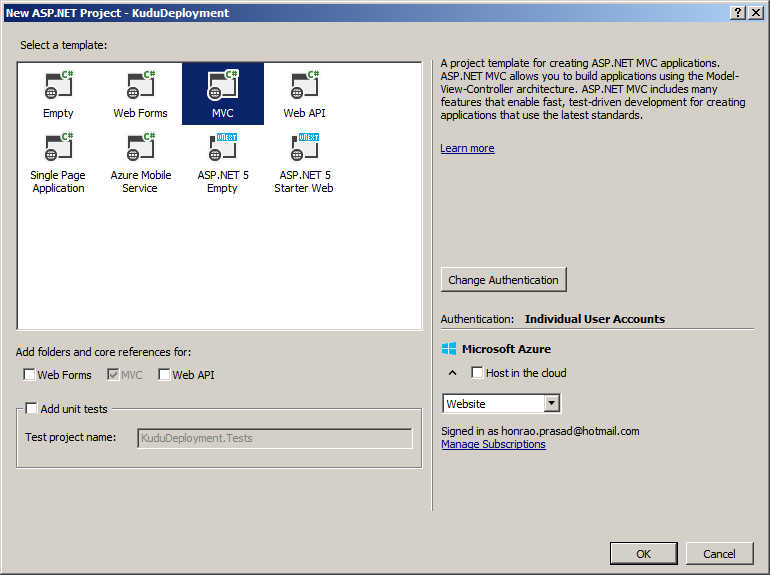 New ASP.NET Project - KuduDeployment
Select a template:
C#
C#
C#
C#
Empty
Web Forms
MVC
Web API
C#
C#
vNEXT
vNEXT
Single Page
Application
Azure Mobile
Service
ASP.NET 5
Empty
ASP.NET 5
Starter Web
A project template for creating ASP.NET MVC applications.
ASP.NET MVC allows you to build applications using the Model-
View-Controller architecture. ASP.NET MVC includes many
features that enable fast, test-driven development for creating
applications that use the latest standards.
Learn more
Change Authentication
Authentication: Individual User Accounts
Microsoft Azure
Host in the cloud
Website
Signed in as honrao.prasad@hotmail.com
Manage Subscriptions
Add folders and core references for:
Web Forms
MVC
Web API
Add unit tests
Test project name: KuduDeployment.Tests
OK
Cancel